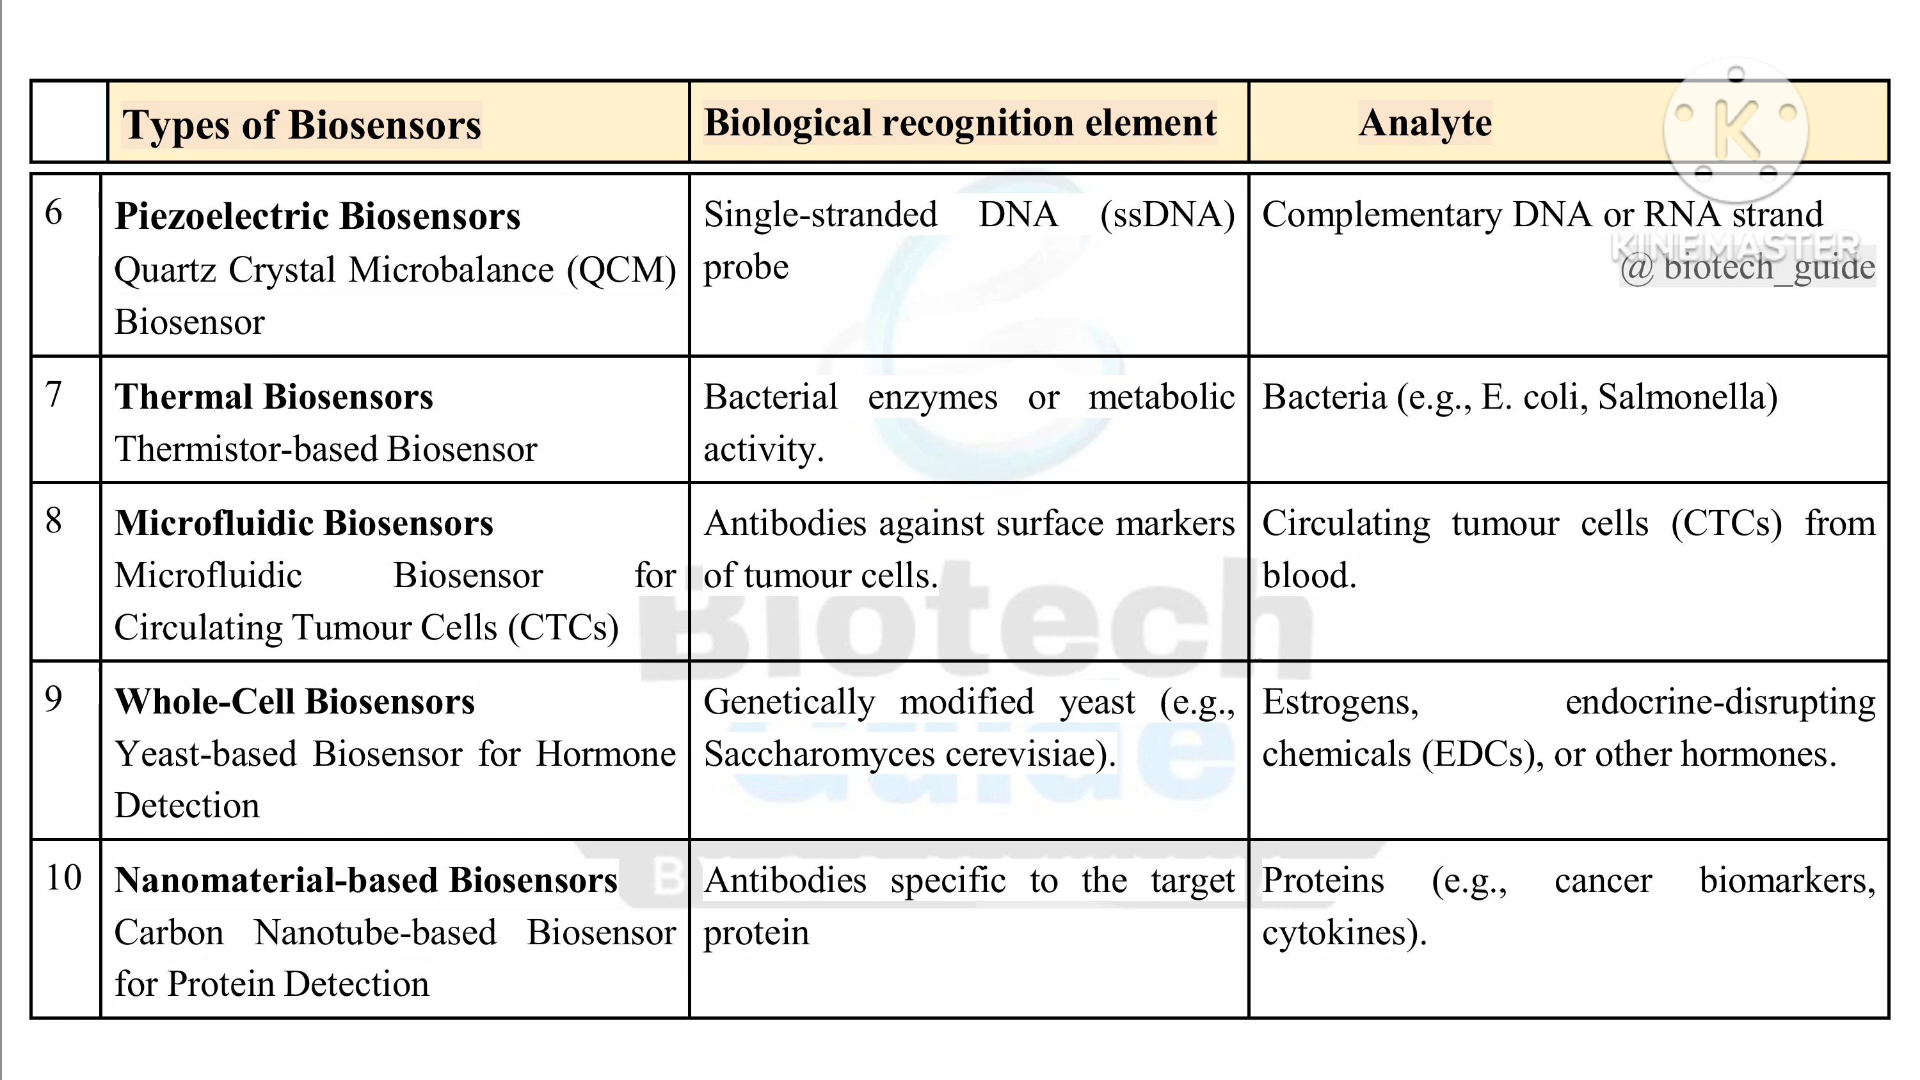 Types of Biosensors
Biological recognition element
Analyte
K
KINEMASTER
6
Piezoelectric Biosensors
Quartz Crystal Microbalance (QCM)
Biosensor
Single-stranded DNA (ssDNA)
probe
Complementary DNA or RNA strand
@ biotech_guide
7
Thermal Biosensors
Thermistor-based Biosensor
Bacterial enzymes or metabolic
activity.
Bacteria (e.g., E. coli, Salmonella)
8
Microfluidic Biosensors
Microfluidic Biosensor for
Circulating Tumour Cells (CTCs)
Antibodies against surface markers
of tumour cells.
Circulating tumour cells (CTCs) from
blood.
Biotech
Guide
9
Whole-Cell Biosensors
Yeast-based Biosensor for Hormone
Detection
Genetically modified yeast (e.g.,
Saccharomyces cerevisiae).
Estrogens, endocrine-disrupting
chemicals (EDCs), or other hormones.
10
Nanomaterial-based Biosensors
Carbon Nanotube-based Biosensor
for Protein Detection
Antibodies specific to the target
protein
Proteins (e.g., cancer biomarkers,
cytokines).